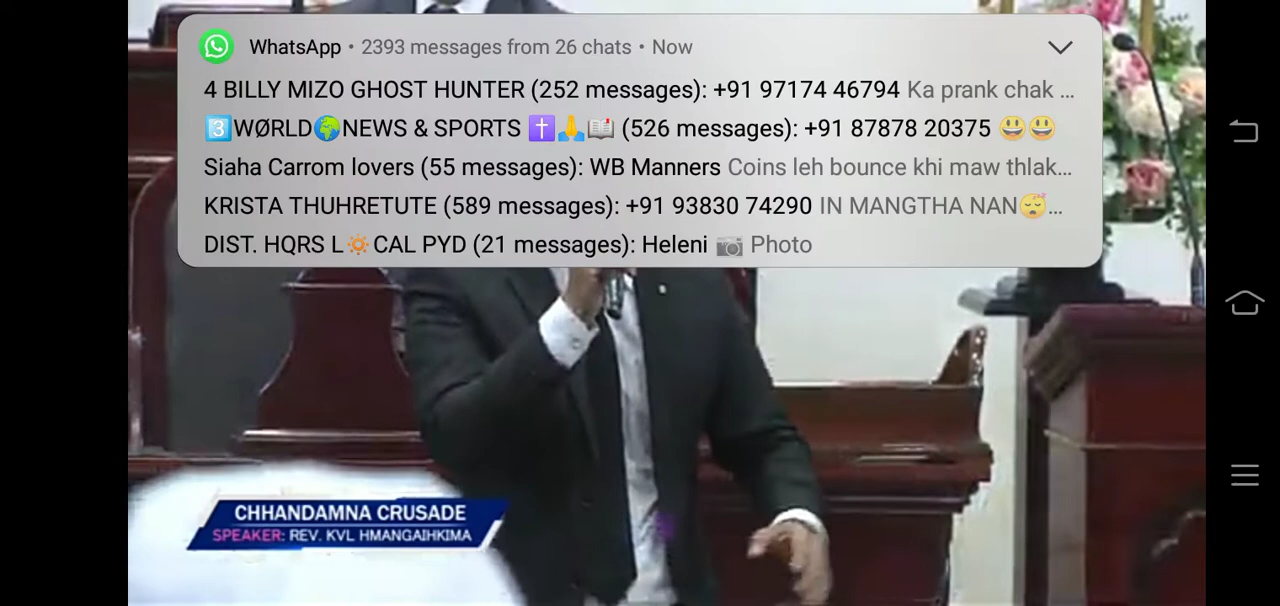 WhatsApp • 2393 messages from 26 chats • Now
4 BILLY MIZO GHOST HUNTER (252 messages): +91 97174 46794 Ka prank chak ...
3️⃣WØRLD🌍NEWS & SPORTS ✝️🙏📖 (526 messages): +91 87878 20375 😃😃
Siaha Carrom lovers (55 messages): WB Manners Coins leh bounce khi maw thlak...
KRISTA THUHRETUTE (589 messages): +91 93830 74290 IN MANGTHA NAN😴...
DIST. HQRS L🔅CAL PYD (21 messages): Heleni 📷 Photo
CHHANDAMNA CRUSADE
SPEAKER: REV. KVL HMANGAIHKIMA